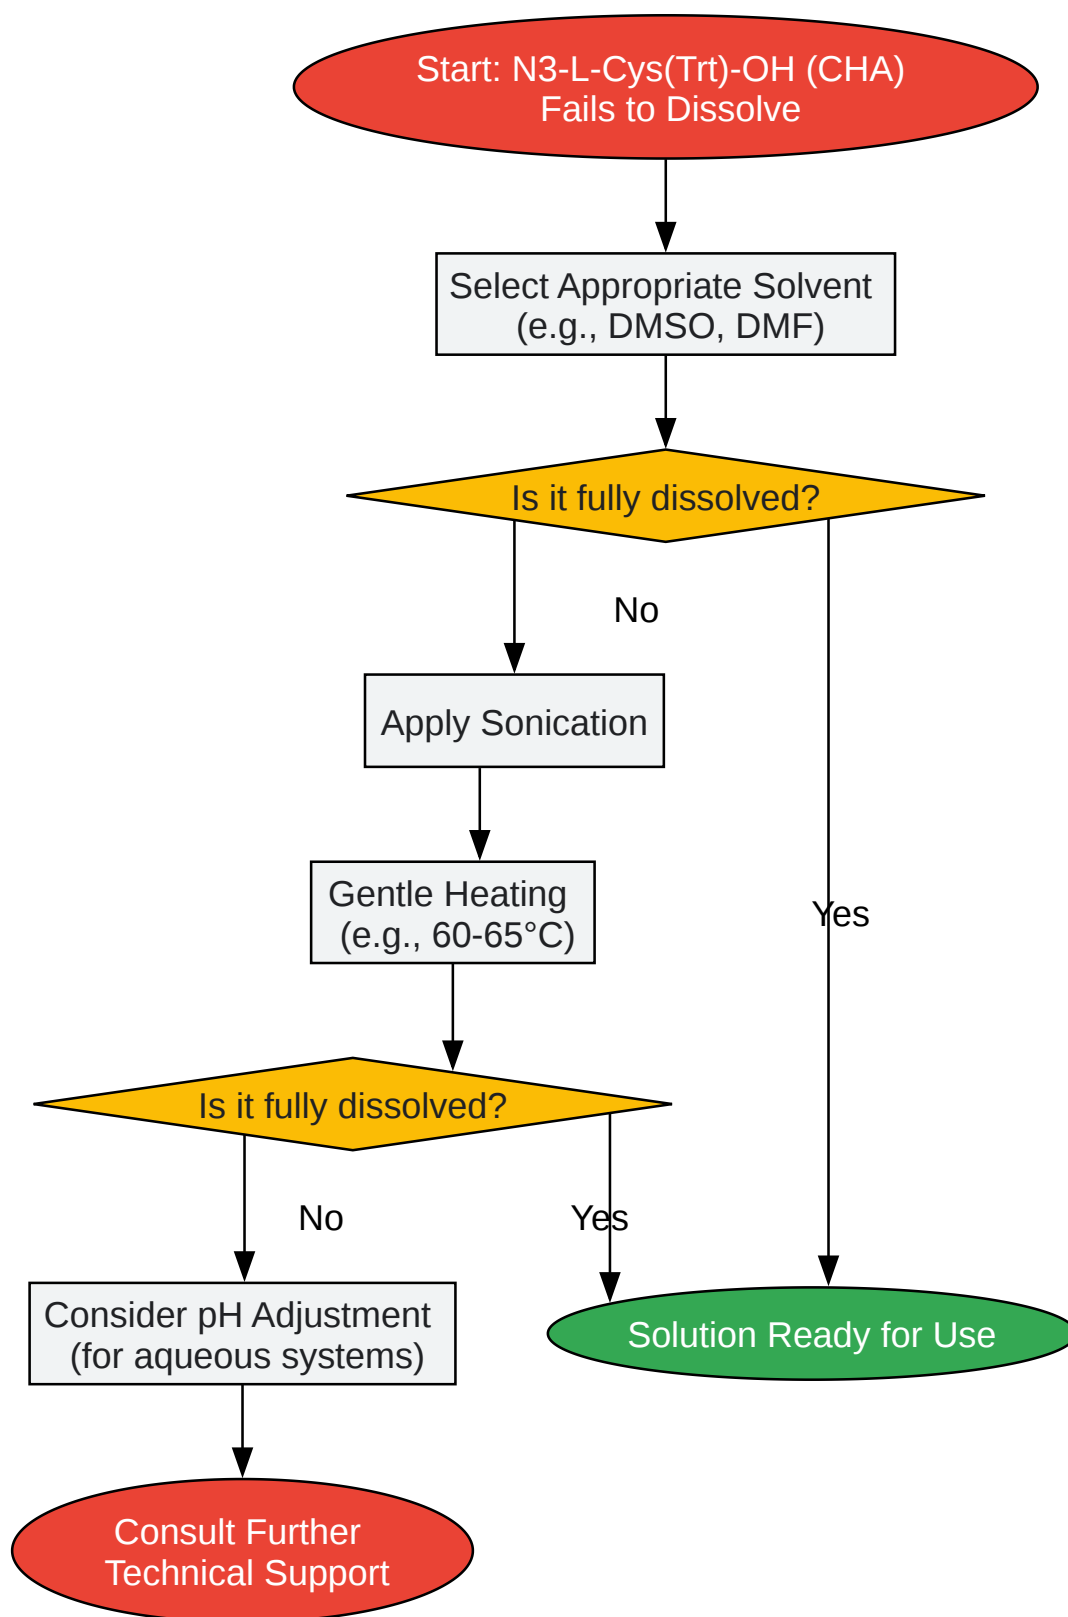 Start: N3-L-Cys(Trt)-OH (CHA)
Fails to Dissolve
Select Appropriate Solvent
(e.g., DMSO, DMF)
Is it fully dissolved?
No
Apply Sonication
Gentle Heating
(e.g., 60-65°C)
Yes
Is it fully dissolved?
No
Yes
Consider pH Adjustment
(for aqueous systems)
Solution Ready for Use
Consult Further
Technical Support